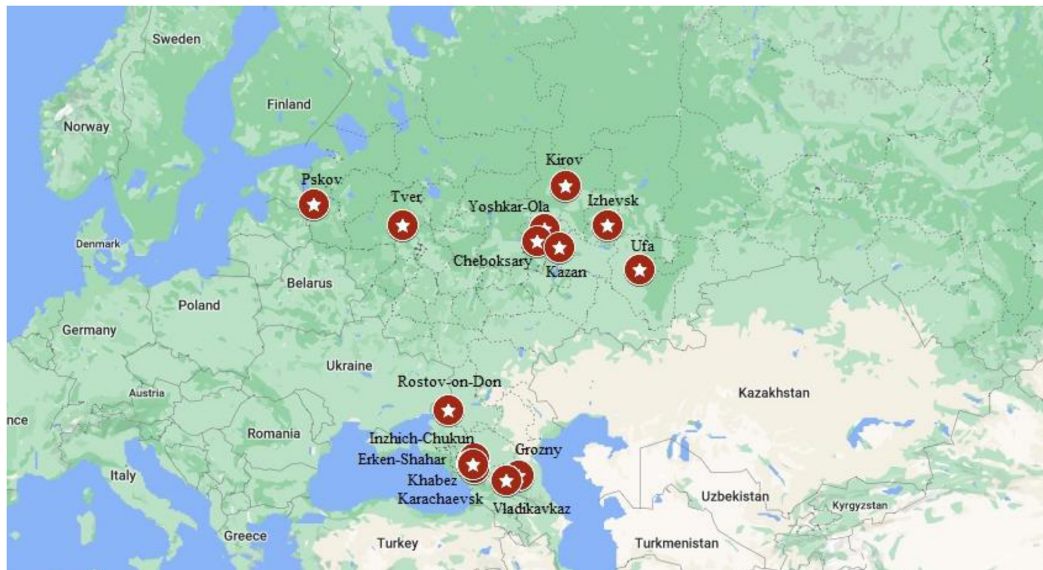 Sweden
Finland
Norway
Kirov
Pskov
Tver
Yoshkar-Ola
Izhevsk
Denmark
Cheboksary
Kazan
Ufa
Belarus
Poland
Germany
Ukraine
Austria
Rostov-on-Don
Kazakhstan
nce
Romania
Inzhich-Chukun
Grozny
Erken-Shahar
Italy
Khabez
Karachaevsk
Vladikavkaz
Uzbekistan
Kyrgyzstan
Greece
Turkey
Turkmenistan